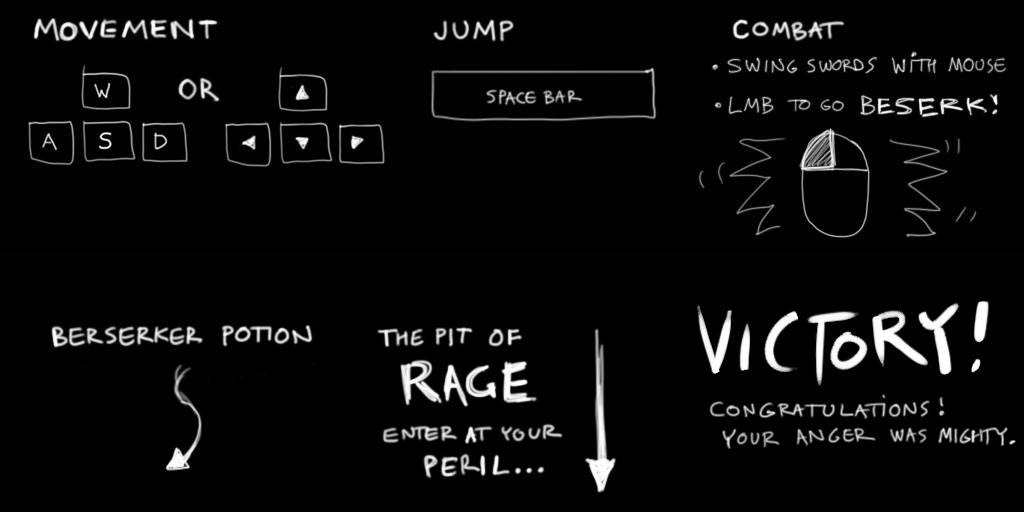 MOVEMENT
W
A S D
OR
JUMP
SPACE BAR
COMBAT
• SWING SWORDS WITH MOUSE
• LMB TO GO BESERK!
BERSERKER POTION
THE PIT OF
RAGE
ENTER AT YOUR
PERIL...
VICTORY!
CONGRATULATIONS!
YOUR ANGER WAS MIGHTY.